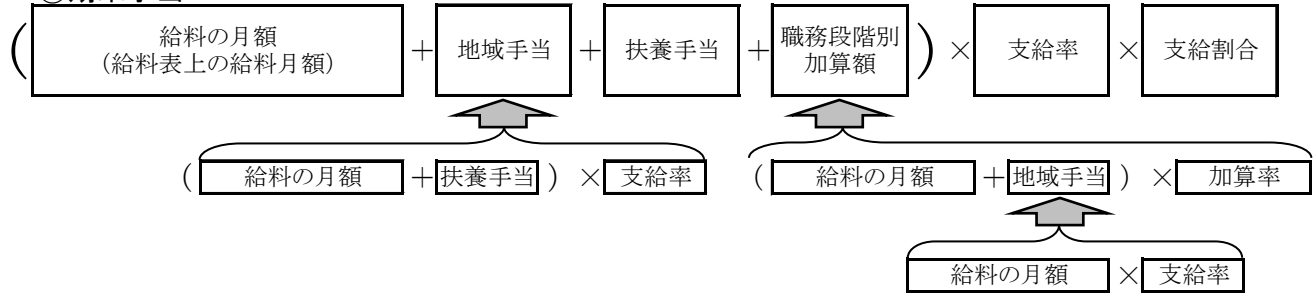 ( 給料の月額 + 地域手当 + 扶養手当 + 職務段階別 ) × 支給率 × 支給割合
(給料表上の給料月額) 加算額
( 給料の月額 + 扶養手当 ) × 支給率 ( 給料の月額 + 地域手当 ) × 加算率
給料の月額 × 支給率